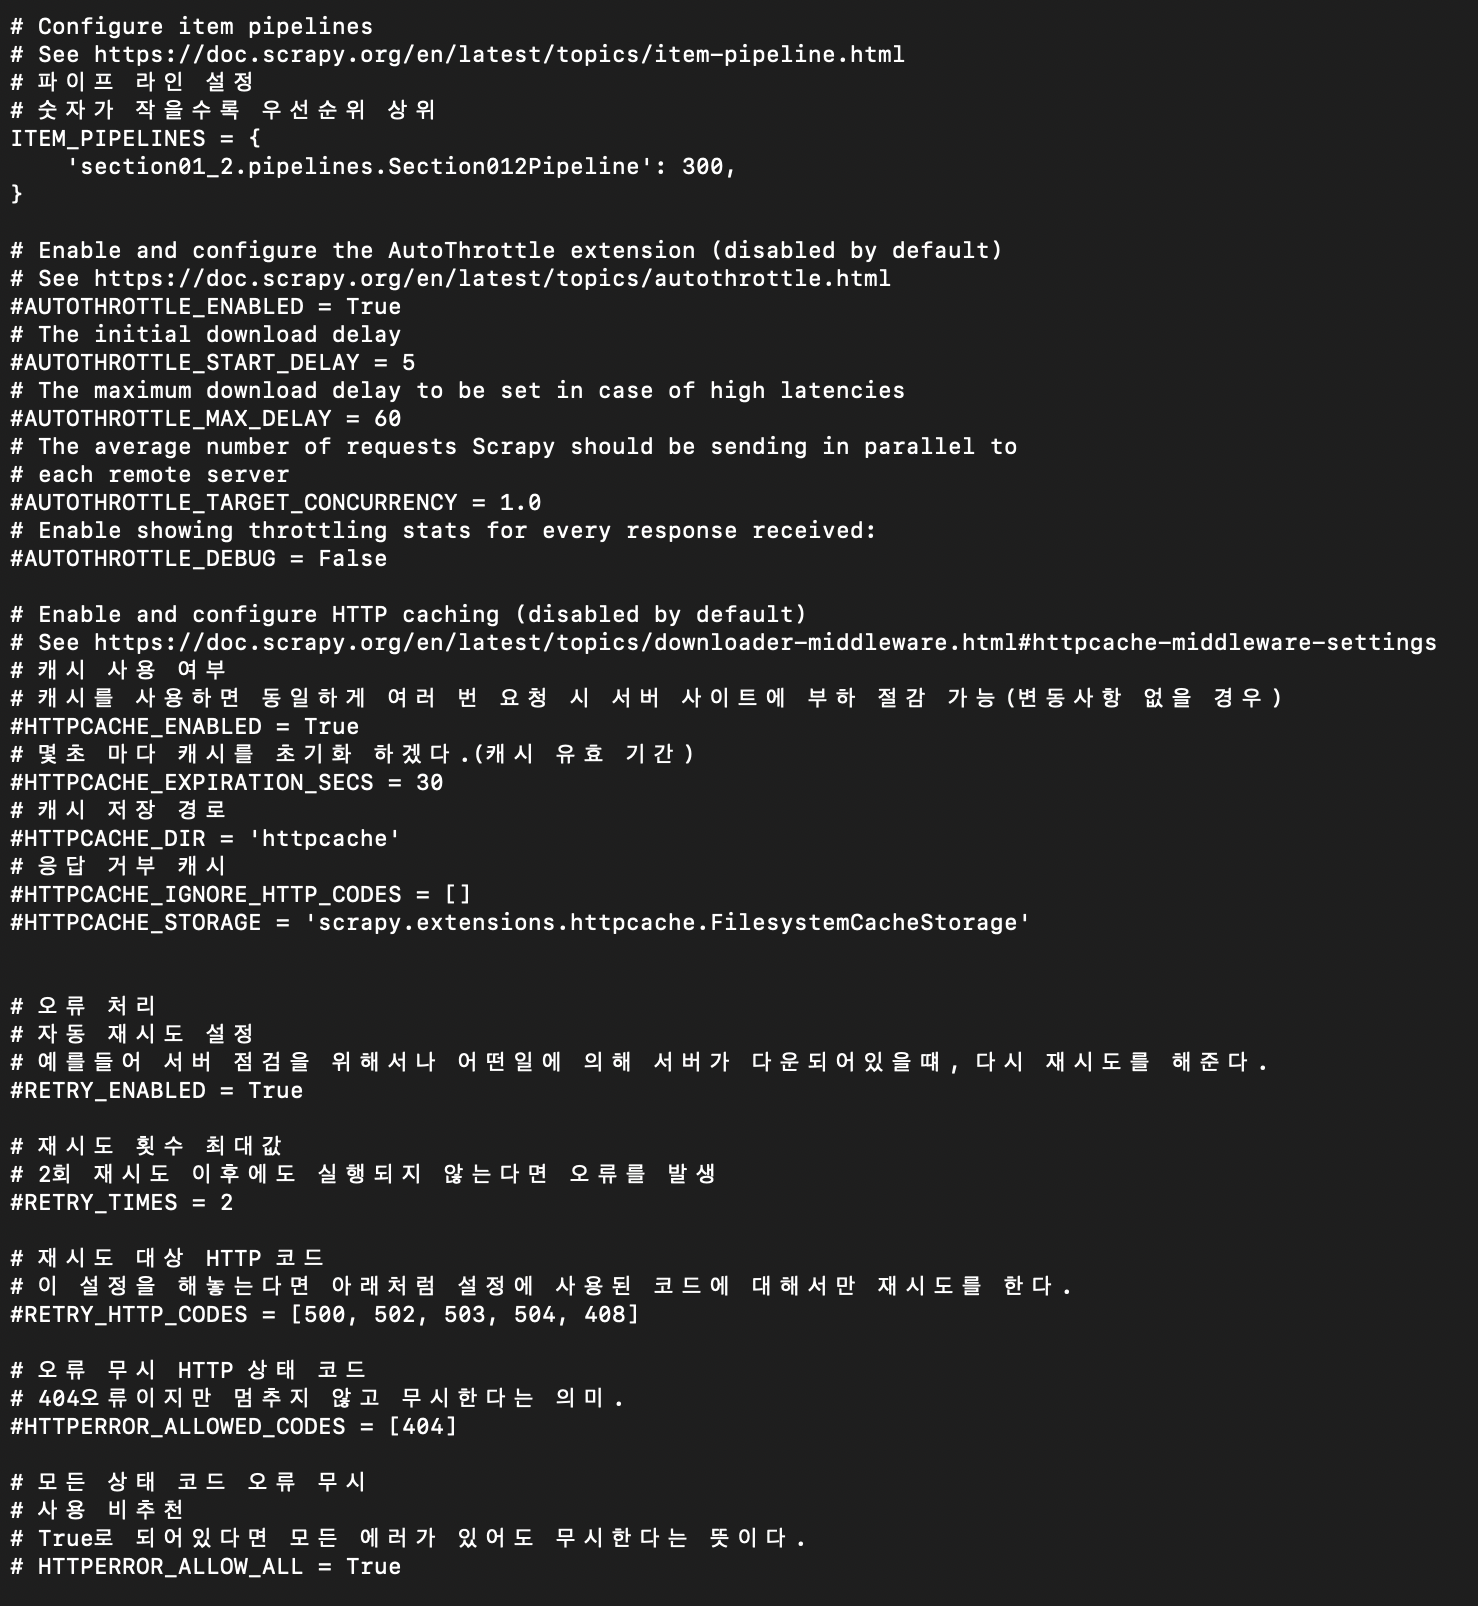 # Configure item pipelines
# See https://doc.scrapy.org/en/latest/topics/item-pipeline.html
# 파이프 라인 설정
# 숫자가 작을수록 우선순위 상위
ITEM_PIPELINES = {
    'section01_2.pipelines.Section012Pipeline': 300,
}

# Enable and configure the AutoThrottle extension (disabled by default)
# See https://doc.scrapy.org/en/latest/topics/autothrottle.html
#AUTOTHROTTLE_ENABLED = True
# The initial download delay
#AUTOTHROTTLE_START_DELAY = 5
# The maximum download delay to be set in case of high latencies
#AUTOTHROTTLE_MAX_DELAY = 60
# The average number of requests Scrapy should be sending in parallel to
# each remote server
#AUTOTHROTTLE_TARGET_CONCURRENCY = 1.0
# Enable showing throttling stats for every response received:
#AUTOTHROTTLE_DEBUG = False

# Enable and configure HTTP caching (disabled by default)
# See https://doc.scrapy.org/en/latest/topics/downloader-middleware.html#httpcache-middleware-settings
# 캐시 사용 여부
# 캐시를 사용하면 동일하게 여러 번 요청 시 서버 사이트에 부하 절감 가능(변동사항 없을 경우)
#HTTPCACHE_ENABLED = True
# 몇초 마다 캐시를 초기화 하겠다.(캐시 유효 기간)
#HTTPCACHE_EXPIRATION_SECS = 30
# 캐시 저장 경로
#HTTPCACHE_DIR = 'httpcache'
# 응답 거부 캐시
#HTTPCACHE_IGNORE_HTTP_CODES = []
#HTTPCACHE_STORAGE = 'scrapy.extensions.httpcache.FilesystemCacheStorage'


# 오류 처리
# 자동 재시도 설정
# 예를들어 서버 점검을 위해서나 어떤일에 의해 서버가 다운되어있을떄, 다시 재시도를 해준다.
#RETRY_ENABLED = True

# 재시도 횟수 최대값
# 2회 재시도 이후에도 실행되지 않는다면 오류를 발생
#RETRY_TIMES = 2

# 재시도 대상 HTTP 코드
# 이 설정을 해놓는다면 아래처럼 설정에 사용된 코드에 대해서만 재시도를 한다.
#RETRY_HTTP_CODES = [500, 502, 503, 504, 408]

# 오류 무시 HTTP 상태 코드
# 404오류이지만 멈추지 않고 무시한다는 의미.
#HTTPERROR_ALLOWED_CODES = [404]

# 모든 상태 코드 오류 무시
# 사용 비추천
# True로 되어있다면 모든 에러가 있어도 무시한다는 뜻이다.
# HTTPERROR_ALLOW_ALL = True